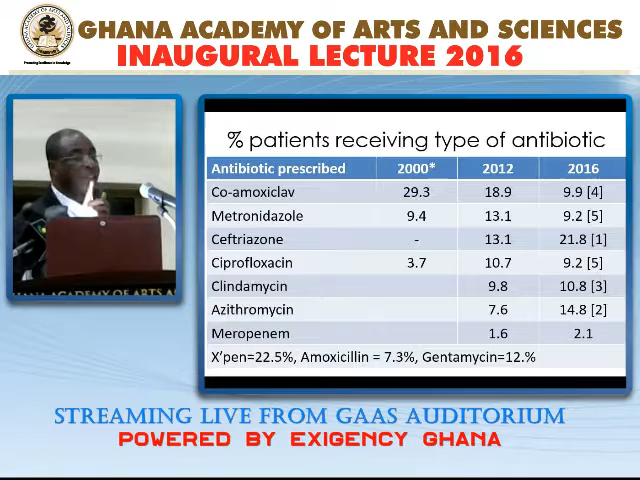 GHANA ACADEMY OF ARTS AND SCIENCES
INAUGURAL LECTURE 2016
% patients receiving type of antibiotic
Antibiotic prescribed 2000* 2012 2016
Co-amoxiclav 29.3 18.9 9.9 [4]
Metronidazole 9.4 13.1 9.2 [5]
Ceftriazone - 13.1 21.8 [1]
Ciprofloxacin 3.7 10.7 9.2 [5]
Clindamycin 9.8 10.8 [3]
Azithromycin 7.6 14.8 [2]
Meropenem 1.6 2.1
X'pen=22.5%, Amoxicillin = 7.3%, Gentamycin=12.%
ACADEMY OF ARTS A
STREAMING LIVE FROM GAAS AUDITORIUM
POWERED BY EXIGENCY GHANA